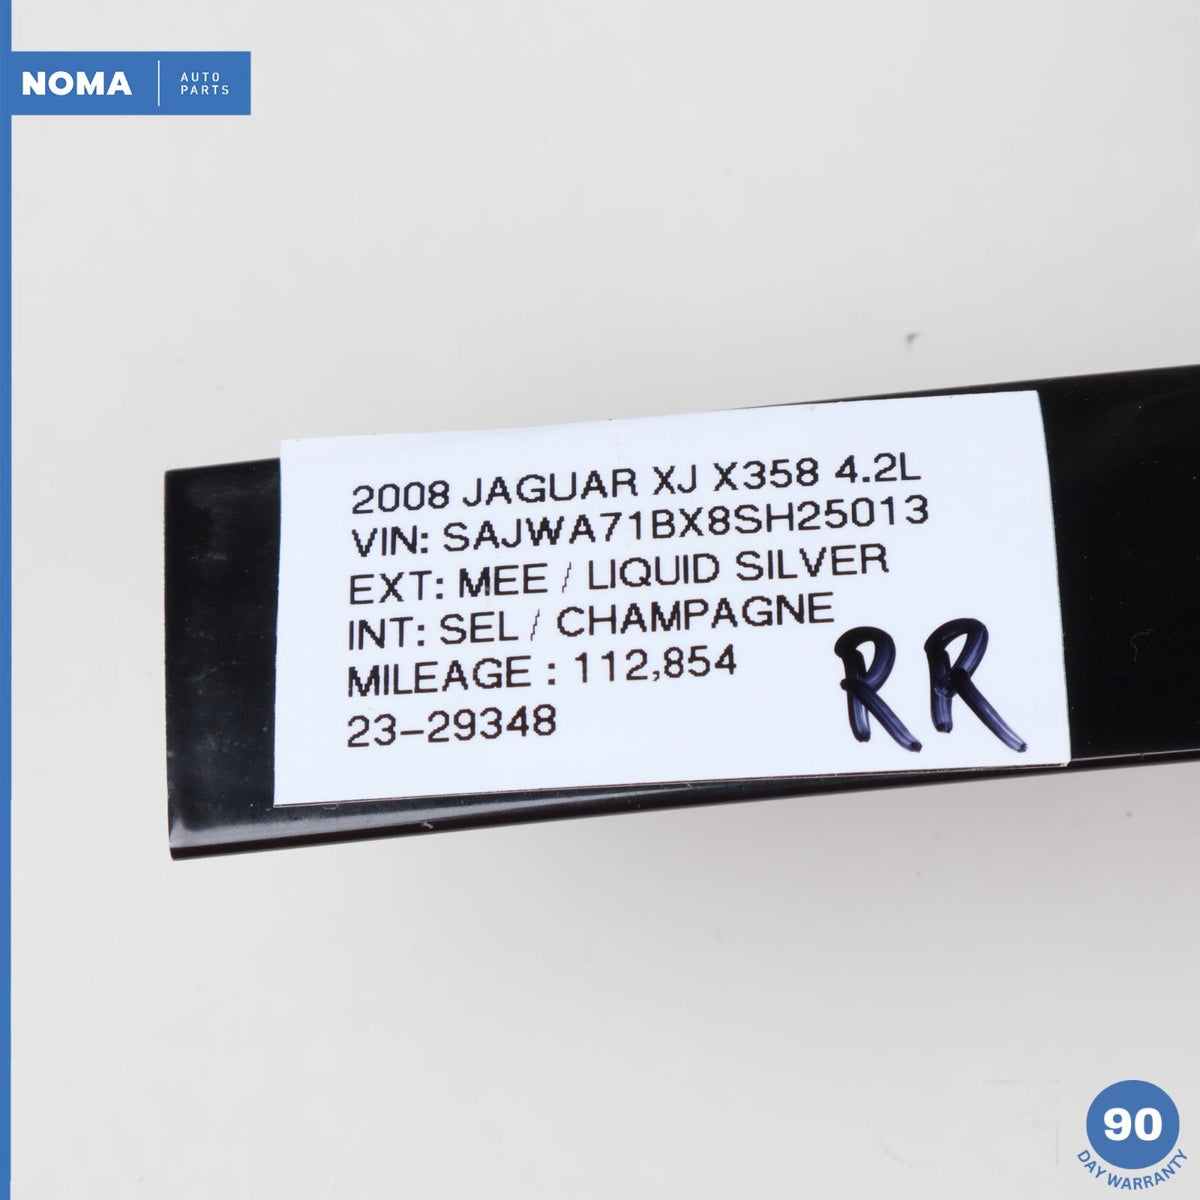 NOMA
AUTO
PARTS
2008 JAGUAR XJ X358 4.2L
VIN: SAJWA71BX8SH25013
EXT: MEE / LIQUID SILVER
INT: SEL / CHAMPAGNE
MILEAGE : 112,854
23-29348
RR
90
DAY WARRANTY